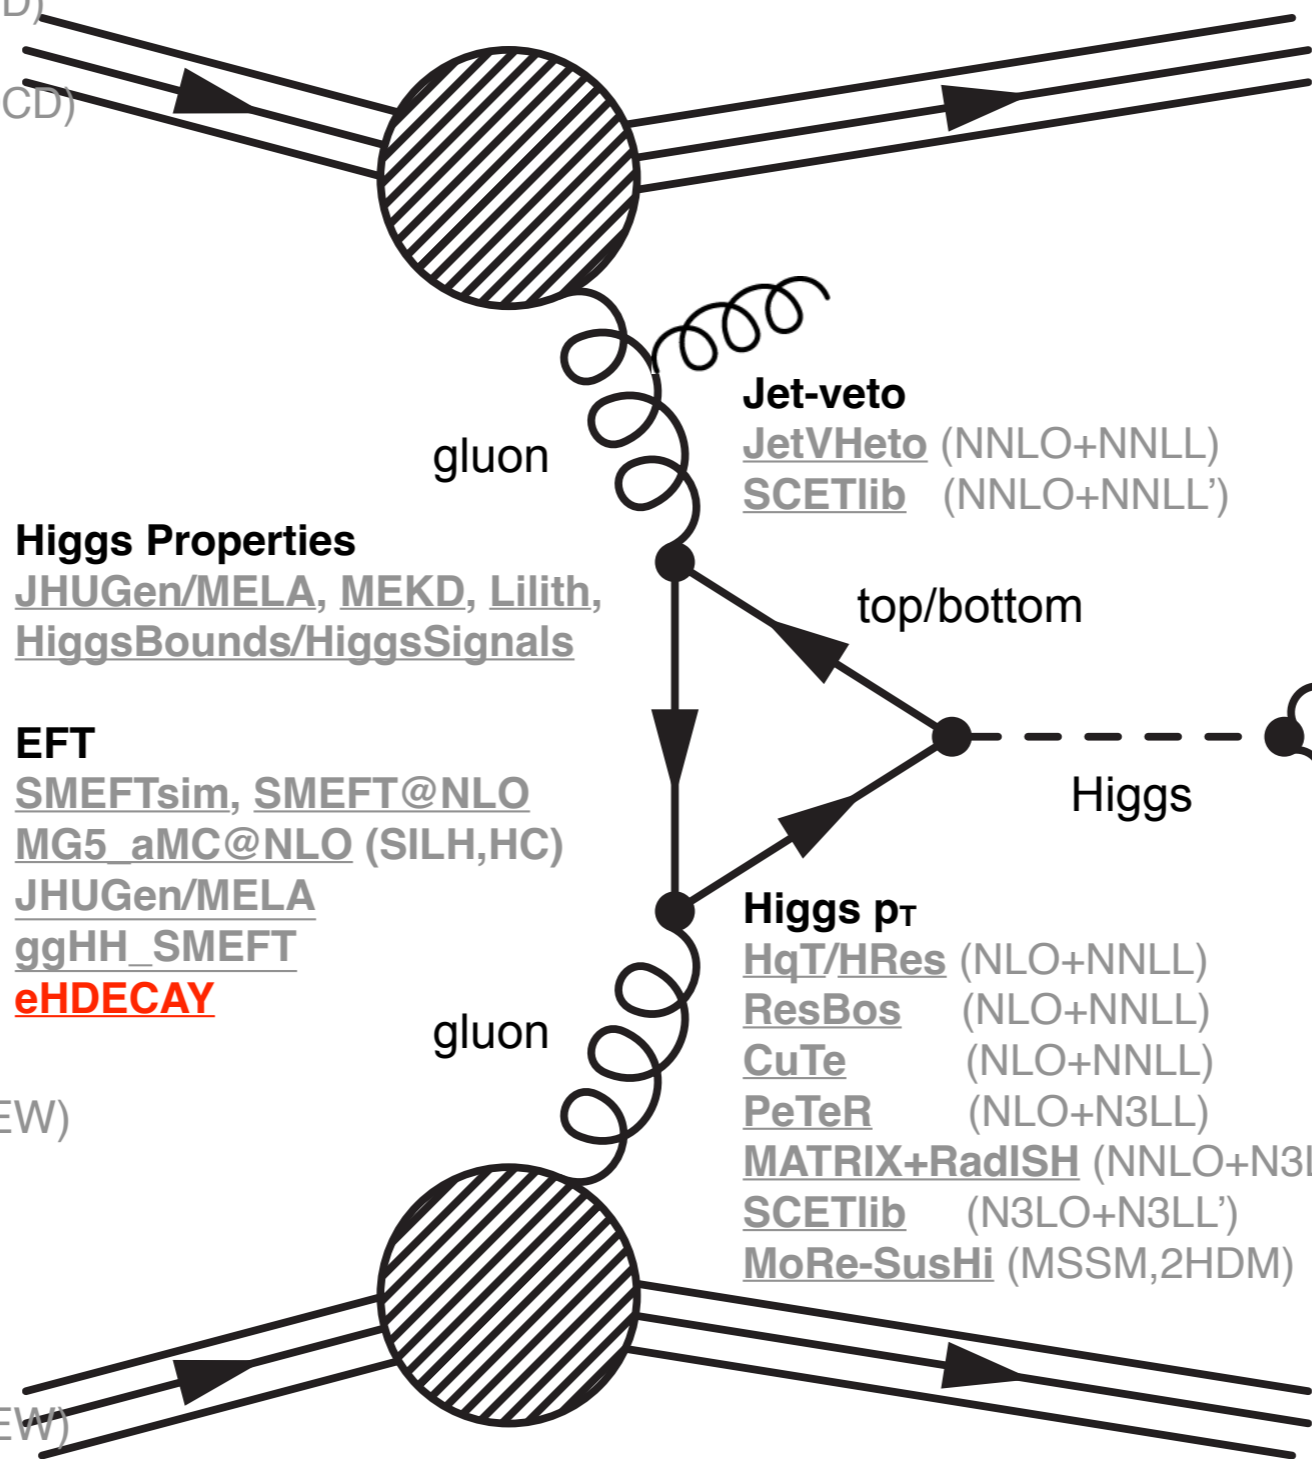 D)
CD)
gluon
Jet-veto
JetVHeto (NNLO+NNLL)
SCETlib (NNLO+NNLL’)
Higgs Properties
JHUGen/MELA, MEKD, Lilith,
HiggsBounds/HiggsSignals
top/bottom
EFT
SMEFTsim, SMEFT@NLO
MG5_aMC@NLO (SILH,HC)
JHUGen/MELA
ggHH_SMEFT
eHDECAY
Higgs
gluon
Higgs pT
HqT/HRes (NLO+NNLL)
ResBos (NLO+NNLL)
CuTe (NLO+NNLL)
PeTeR (NLO+N3LL)
MATRIX+RadISH (NNLO+N3L
SCETlib (N3LO+N3LL’)
MoRe-SusHi (MSSM,2HDM)
EW)
EW)